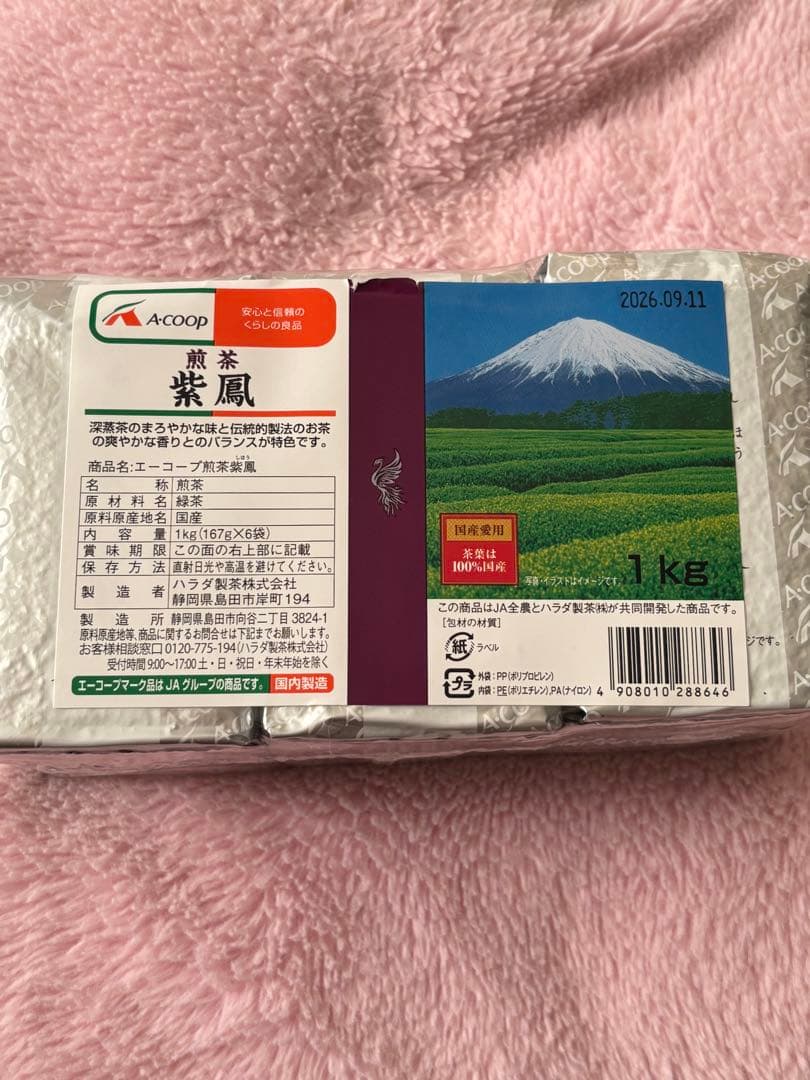 A·COOP
安心と信頼の
くらしの良品
煎茶
紫鳳
深蒸茶のまろやかな味と伝統的製法のお茶
の爽やかな香りとのバランスが特色です。
商品名:エーコープ煎茶紫鳳
しほう
名称 煎茶
原材料名 緑茶
原料原産地名 国産
内容量 1kg(167g×6袋)
賞味期限 この面の右上部に記載
保存方法 直射日光や高温を避けてください。
製造者 ハラダ製茶株式会社
静岡県島田市岸町194
製造所 静岡県島田市向谷二丁目3824-1
原料原産地等、商品に関するお問合せは下記までお願いします。
お客様相談窓口 0120-775-194(ハラダ製茶株式会社)
受付時間 9:00〜17:00 土・日・祝日・年末年始を除く
エーコープマーク品はJAグループの商品です。
国内製造
2026.09.11
国産愛用
茶葉は
100%国産
写真・イラストはイメージです。
1kg
この商品はJA全農とハラダ製茶㈱が共同開発した商品です。
[包材の材質]
紙 ラベル
プラ 外袋:PP(ポリプロピレン)
内袋:PE(ポリエチレン),PA(ナイロン)
4 908010 288646
A·COOP
A·COOP
A·COOP
A·COOP